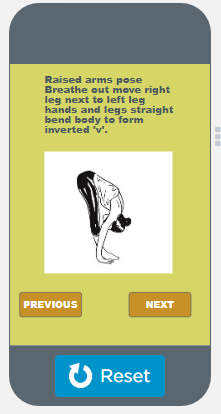 Raised arms pose
Breathe out move right
leg next to left leg
hands and legs straight
bend body to form
inverted 'v'.
PREVIOUS
NEXT
Reset